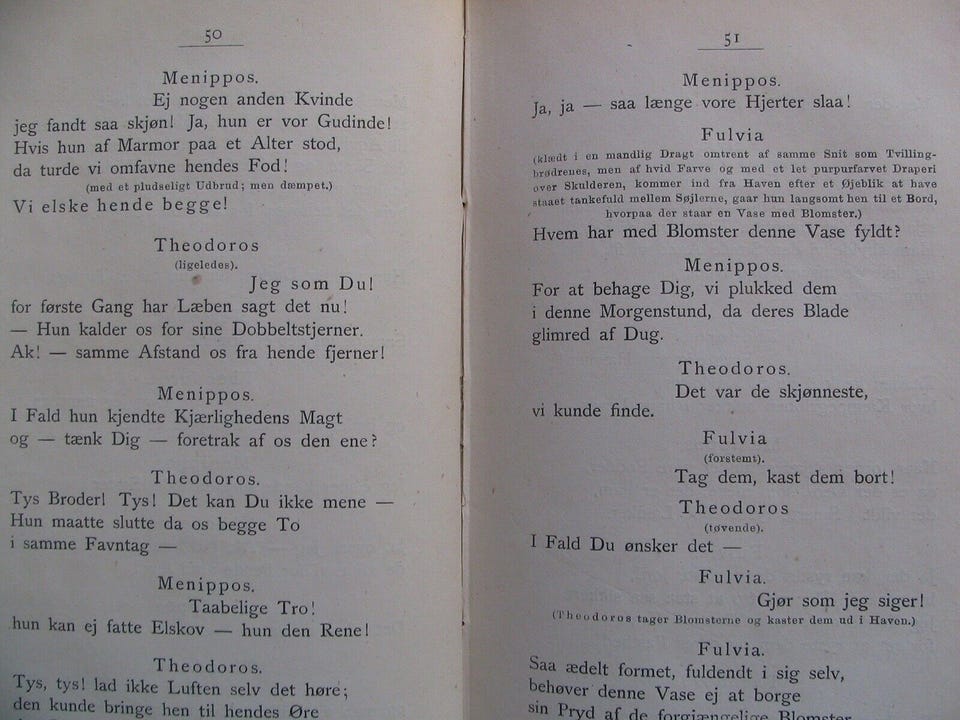 50
Menippos.
Ej nogen anden Kvinde
jeg fandt saa skjøn! Ja, hun er vor Gudinde!
Hvis hun af Marmor paa et Alter stod,
da turde vi omfavne hendes Fod!
(med et pludseligt Udbrud; men dæmpet.)
Vi elske hende begge!
Theodoros
(ligeledes).
Jeg som Du!
for første Gang har Læben sagt det nu!
— Hun kalder os for sine Dobbeltstjerner.
Ak! — samme Afstand os fra hende fjerner!
Menippos.
I Fald hun kjendte Kjærlighedens Magt
og — tænk Dig — foretrak af os den ene?
Theodoros.
Tys Broder! Tys! Det kan Du ikke mene —
Hun maatte slutte da os begge To
i samme Favntag —
Menippos.
Taabelige Tro!
hun kan ej fatte Elskov — hun den Rene!
Theodoros.
Tys, tys! lad ikke Luften selv det høre;
den kunde bringe hen til hendes Øre
51
Menippos.
Ja, ja — saa længe vore Hjerter slaa!
Fulvia
(klædt i en mandlig Dragt omtrent af samme Snit som Tvilling-
brødrenes, men af hvid Farve og med et let purpurfarvet Draperi
over Skulderen, kommer ind fra Haven efter et Øjeblik at have
staaet tankefuld mellem Søjlerne, gaar hun langsomt hen til et Bord,
hvorpaa der staar en Vase med Blomster.)
Hvem har med Blomster denne Vase fyldt?
Menippos.
For at behage Dig, vi plukked dem
i denne Morgenstund, da deres Blade
glimred af Dug.
Theodoros.
Det var de skjønneste,
vi kunde finde.
Fulvia
(forstemt).
Tag dem, kast dem bort!
Theodoros
(tøvende).
I Fald Du ønsker det —
Fulvia.
Gjør som jeg siger!
(Theodoros tager Blomsterne og kaster dem ud i Haven.)
Fulvia.
Saa ædelt formet, fuldendt i sig selv,
behøver denne Vase ej at borge
sin Pryd af de forgjængelige Blomster